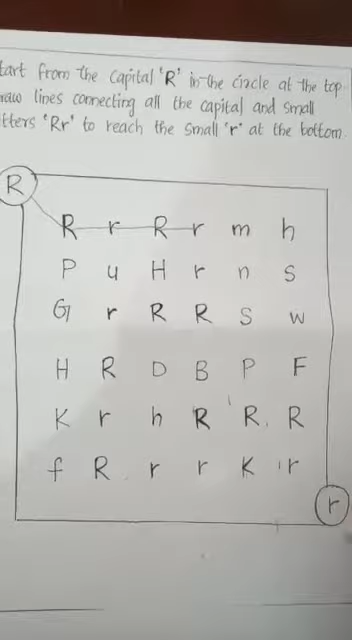 tart from the Capital 'R' in the circle at the top
raw lines connecting all the capital and small
tters 'Rr' to reach the small 'r' at the bottom.
R
R r R r m h
P u H r n s
G r R R S w
H R D B P F
K r h R R. R
f R r r K r
r